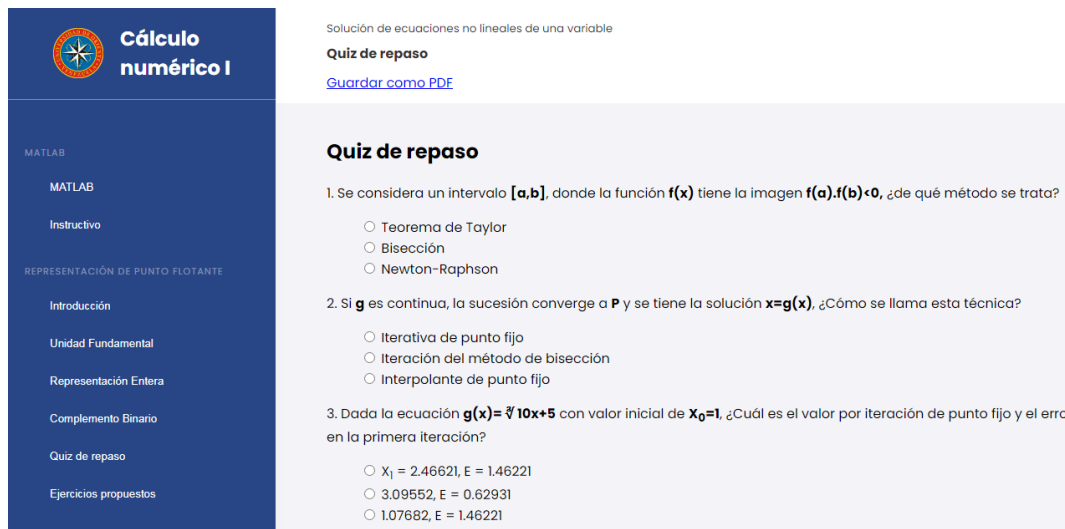 Cálculo
numérico I
MATLAB
MATLAB
Instructivo
REPRESENTACIÓN DE PUNTO FLOTANTE
Introducción
Unidad Fundamental
Representación Entera
Complemento Binario
Quiz de repaso
Ejercicios propuestos
Solución de ecuaciones no lineales de una variable
Quiz de repaso
Guardar como PDF
Quiz de repaso
1. Se considera un intervalo [a,b], donde la función f(x) tiene la imagen f(a).f(b)<0, ¿de qué método se trata?
Teorema de Taylor
Bisección
Newton-Raphson
2. Si g es continua, la sucesión converge a P y se tiene la solución x=g(x), ¿Cómo se llama esta técnica?
Iterativa de punto fijo
Iteración del método de bisección
Interpolante de punto fijo
3. Dada la ecuación g(x)= ∛ 10x+5 con valor inicial de X₀=1, ¿Cuál es el valor por iteración de punto fijo y el erro
en la primera iteración?
X₁ = 2.46621, E = 1.46221
3.09552, E = 0.62931
1.07682, E = 1.46221